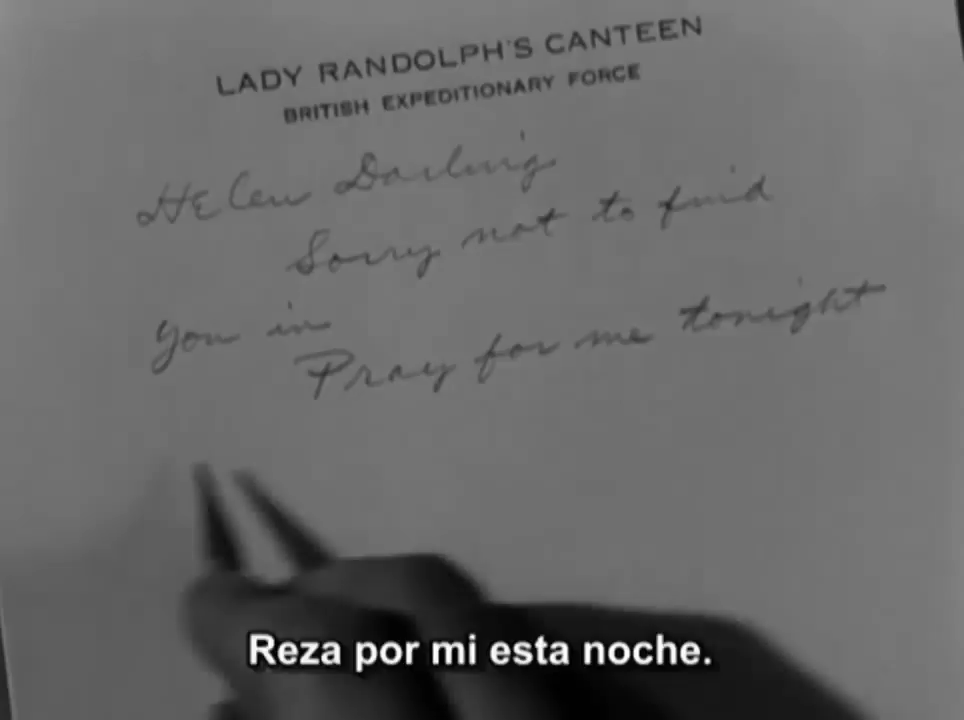 LADY RANDOLPH'S CANTEEN
BRITISH EXPEDITIONARY FORCE
Helen Darling
Sorry not to find
you in
Pray for me tonight
Reza por mi esta noche.